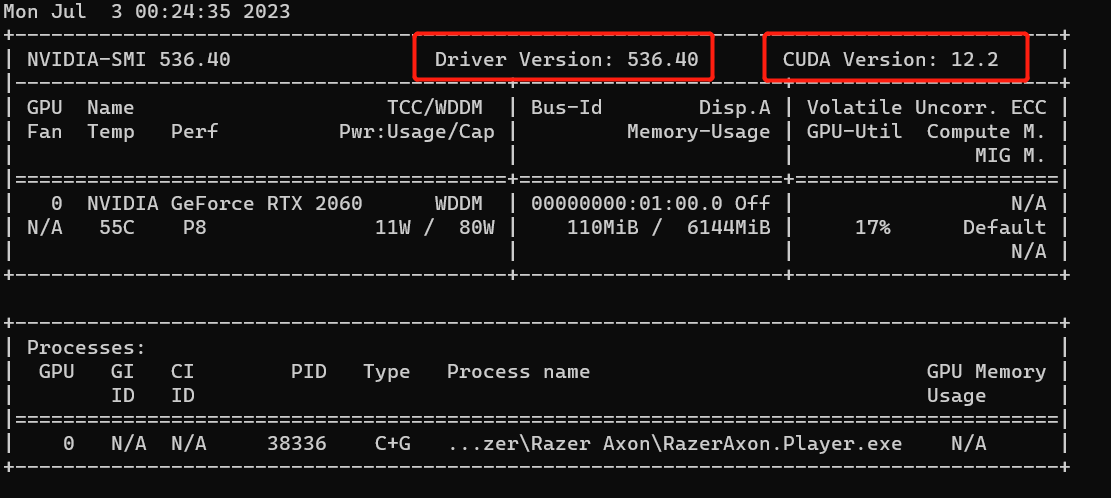 Mon Jul  3 00:24:35 2023
NVIDIA-SMI 536.40                 Driver Version: 536.40       CUDA Version: 12.2
GPU  Name                     TCC/WDDM | Bus-Id        Disp.A | Volatile Uncorr. ECC
Fan  Temp   Perf          Pwr:Usage/Cap |         Memory-Usage | GPU-Util  Compute M.
MIG M.
0  NVIDIA GeForce RTX 2060      WDDM | 00000000:01:00.0 Off | N/A
N/A   55C    P8              11W /  80W |    110MiB /  6144MiB |     17%      Default
N/A
Processes:
GPU   GI   CI        PID   Type   Process name                            GPU Memory
ID   ID                                                             Usage
0   N/A  N/A     38336    C+G   ...zer\Razer Axon\RazerAxon.Player.exe    N/A